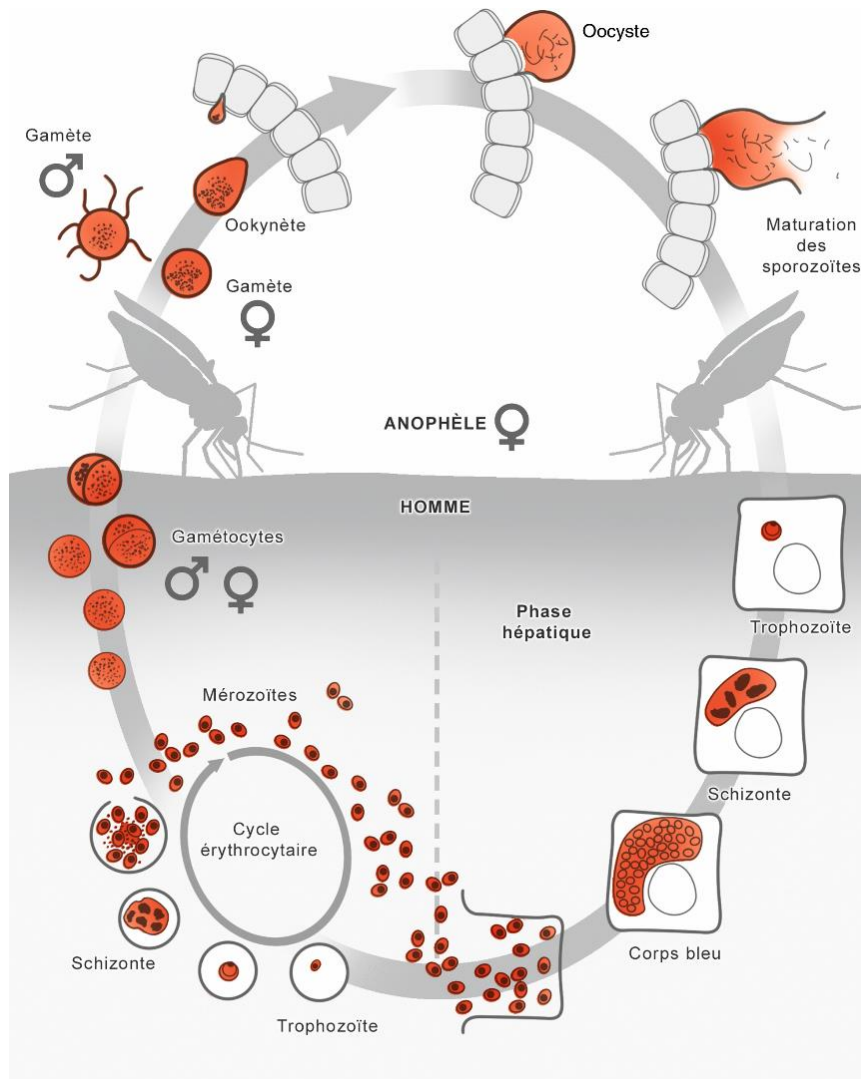 Oocyste
Gamète
Ookynète
Gamète
Maturation
des
sporozoïtes
ANOPHÈLE
HOMME
Gamétocytes
Phase
hépatique
Trophozoïte
Mérozoïtes
Schizonte
Cycle
érythrocytaire
Corps bleu
Schizonte
Trophozoïte